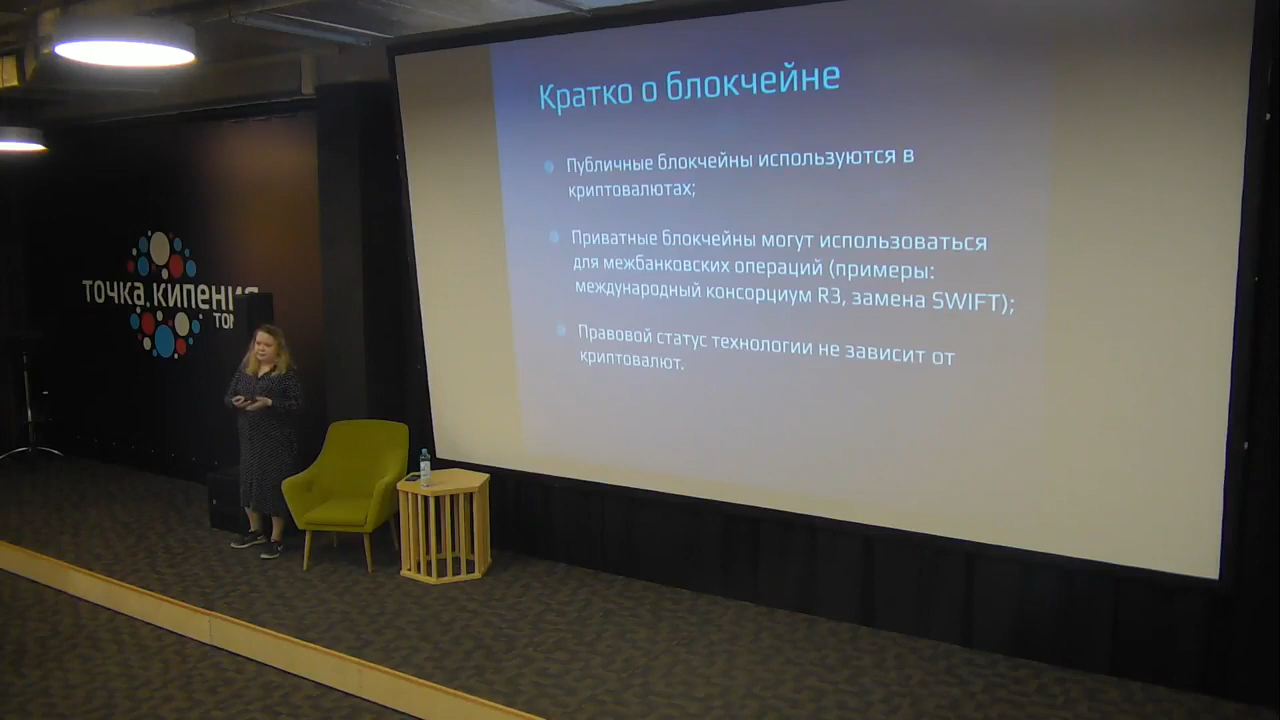 Кратко о блокчейне
Публичные блокчейны используются в
криптовалютах;
Приватные блокчейны могут использоваться
для межбанковских операций (примеры:
международный консорциум R3, замена SWIFT);
Правовой статус технологии не зависит от
криптовалют.
точка кипения